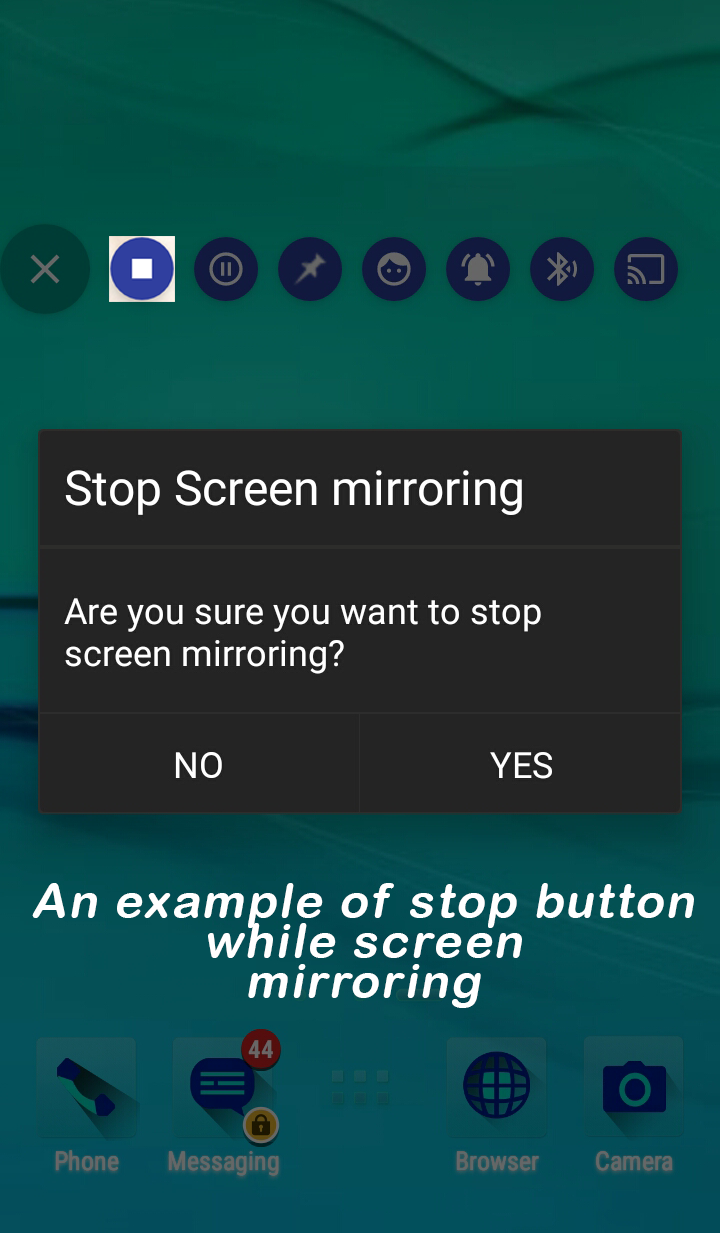 Stop Screen mirroring
Are you sure you want to stop
screen mirroring?
NO
YES
An example of stop button
while screen
mirroring
44
Phone
Messaging
Browser
Camera